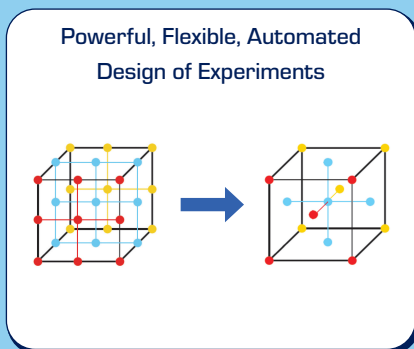 Powerful, Flexible, Automated
Design of Experiments